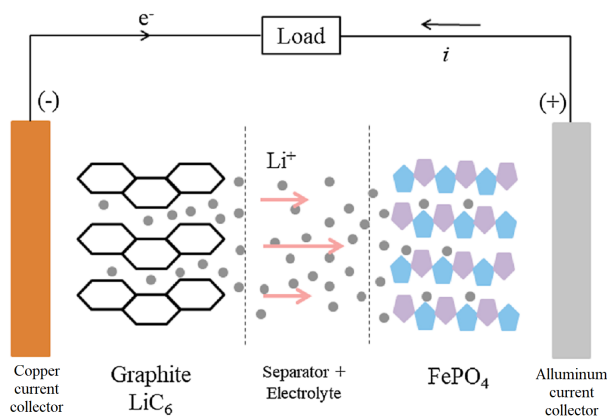 e⁻
Load
i
(-)
(+)
Li⁺
Copper
current
collector
Graphite
LiC₆
Separator +
Electrolyte
FePO₄
Alluminum
current
collector